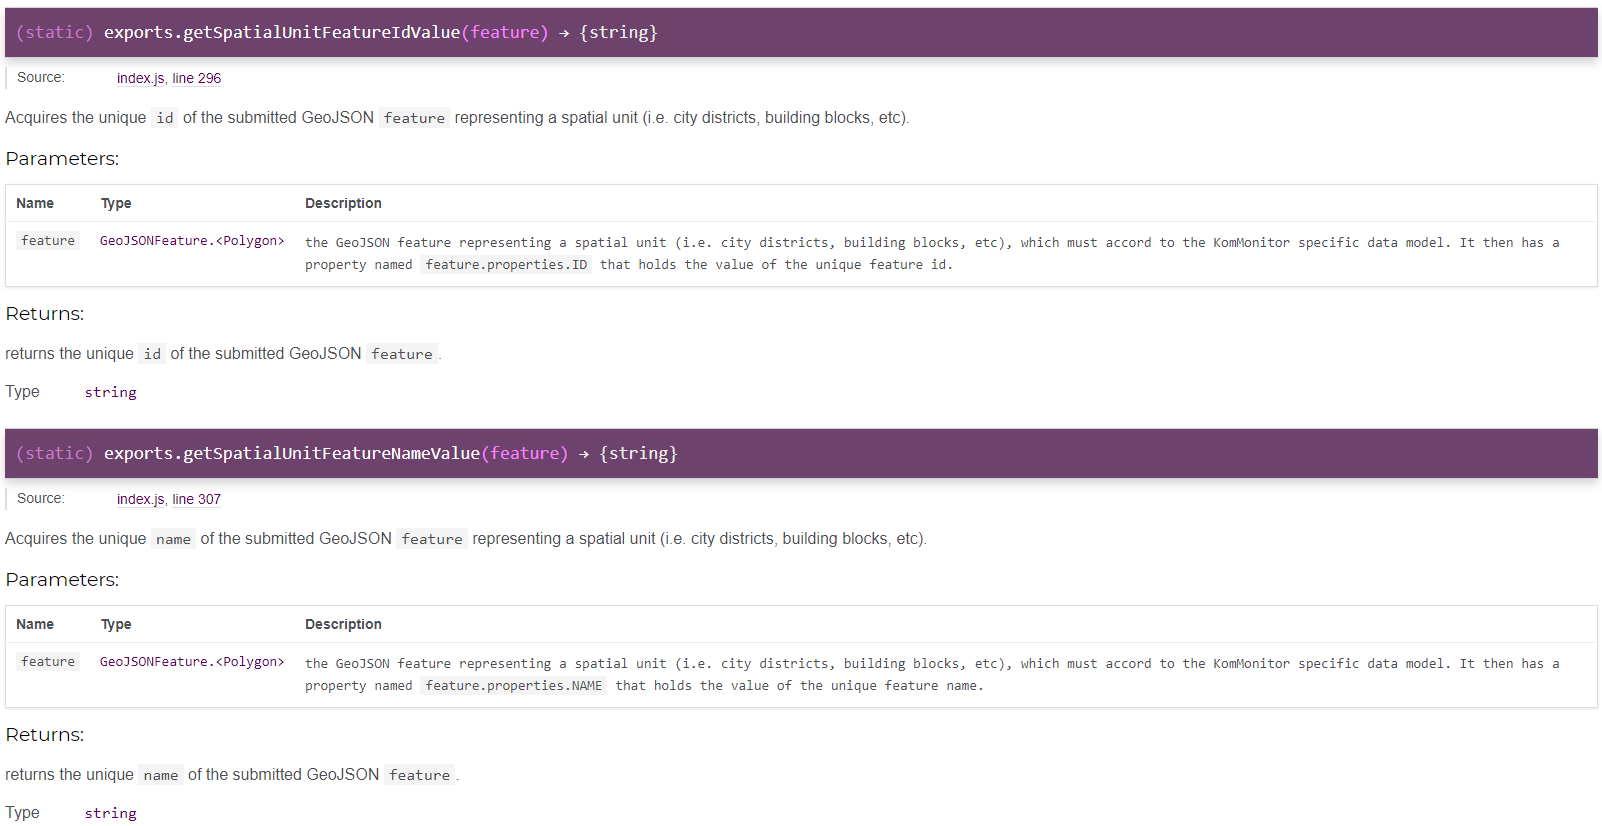 (static) exports.getSpatialUnitFeatureIdValue(feature) → {string}
Source: index.js, line 296
Acquires the unique id of the submitted GeoJSON feature representing a spatial unit (i.e. city districts, building blocks, etc).
Parameters:
Name Type Description
feature GeoJSONFeature.<Polygon> the GeoJSON feature representing a spatial unit (i.e. city districts, building blocks, etc), which must accord to the KomMonitor specific data model. It then has a
property named feature.properties.ID that holds the value of the unique feature id.
Returns:
returns the unique id of the submitted GeoJSON feature.
Type string
(static) exports.getSpatialUnitFeatureNameValue(feature) → {string}
Source: index.js, line 307
Acquires the unique name of the submitted GeoJSON feature representing a spatial unit (i.e. city districts, building blocks, etc).
Parameters:
Name Type Description
feature GeoJSONFeature.<Polygon> the GeoJSON feature representing a spatial unit (i.e. city districts, building blocks, etc), which must accord to the KomMonitor specific data model. It then has a
property named feature.properties.NAME that holds the value of the unique feature name.
Returns:
returns the unique name of the submitted GeoJSON feature.
Type string